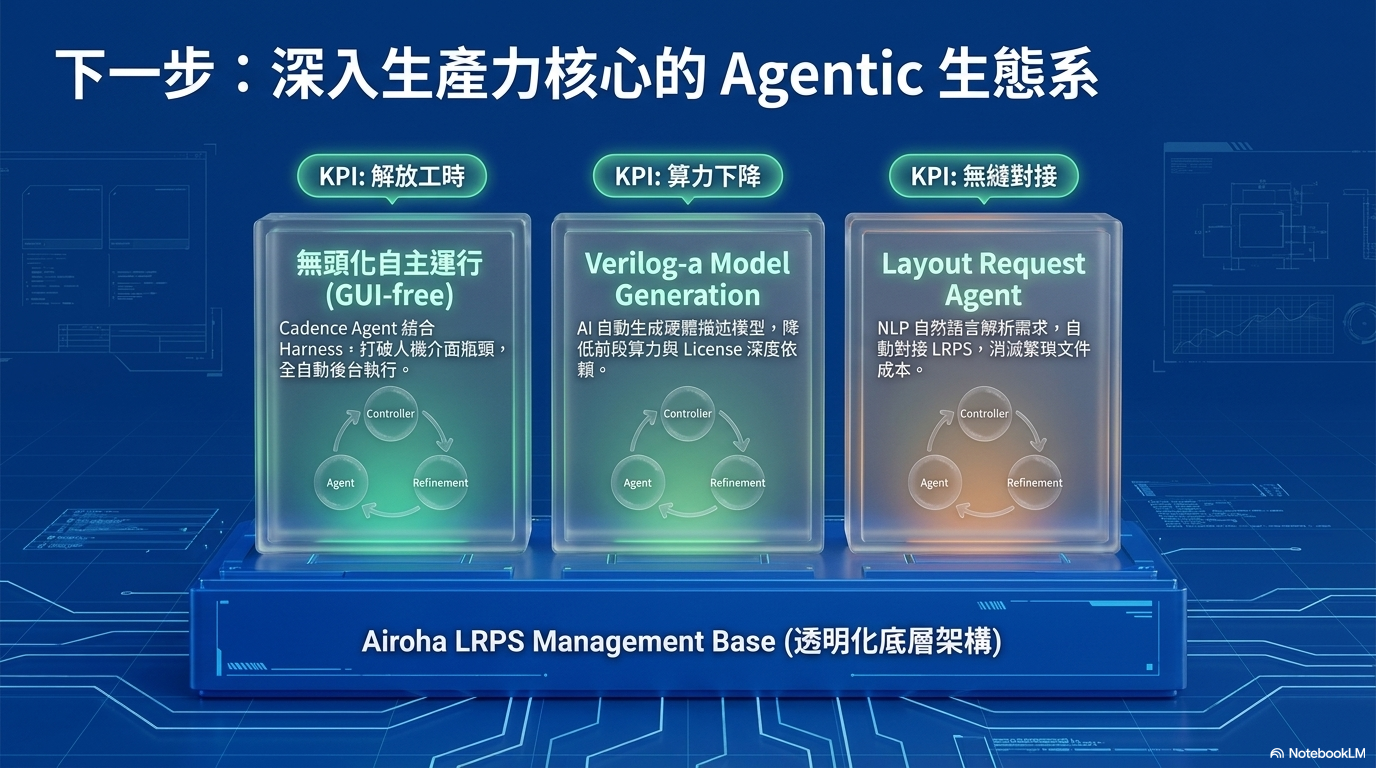 下一步：深入生產力核心的 Agentic 生態系
KPI: 解放工時
KPI: 算力下降
KPI: 無縫對接
無頭化自主運行
(GUI-free)
Cadence Agent 結合
Harness：打破人機介面瓶頸，
全自動後台執行。
Controller
Agent
Refinement
Verilog-a Model
Generation
AI 自動生成硬體描述模型，降
低前段算力與 License 深度依
賴。
Controller
Agent
Refinement
Layout Request
Agent
NLP 自然語言解析需求，自
動對接 LRPS，消滅繁瑣文件
成本。
Controller
Agent
Refinement
Airoha LRPS Management Base (透明化底層架構)
NotebookLM